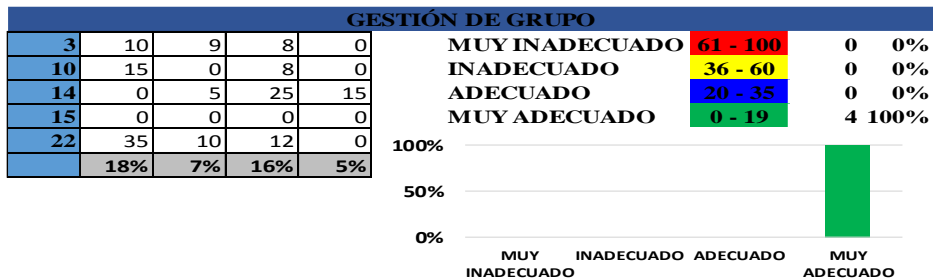 GESTIÓN DE GRUPO
3 10 9 8 0 MUY INADECUADO 61 - 100 0 0%
10 15 0 8 0 INADECUADO 36 - 60 0 0%
14 0 5 25 15 ADECUADO 20 - 35 0 0%
15 0 0 0 0 MUY ADECUADO 0 - 19 4 100%
22 35 10 12 0
18% 7% 16% 5%
100%
50%
0%
MUY INADECUADO ADECUADO MUY
INADECUADO ADECUADO